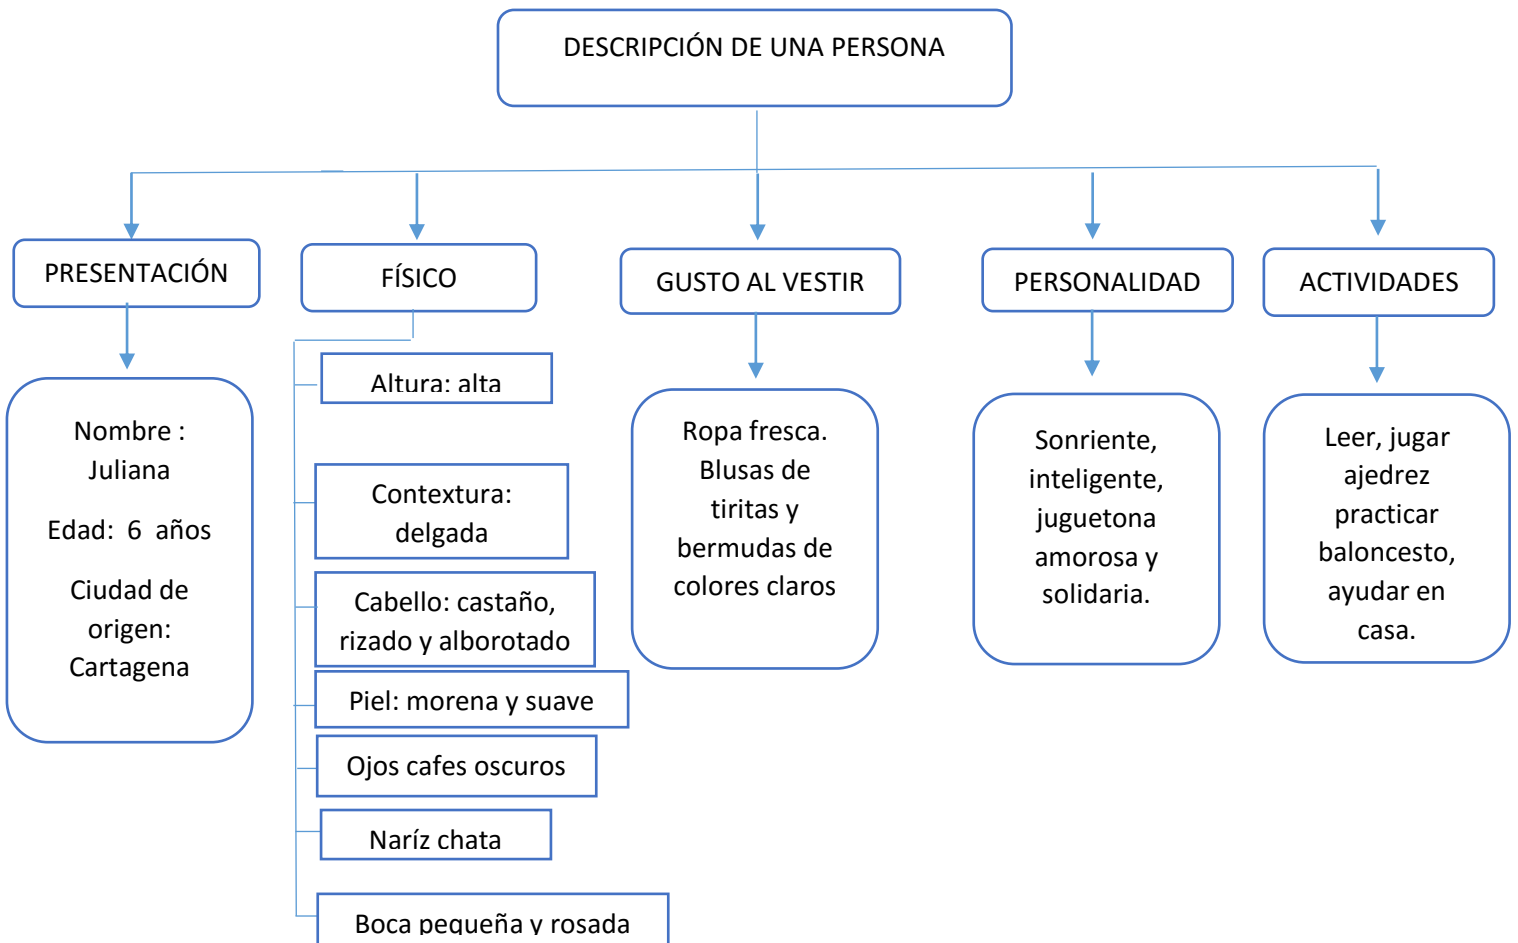 DESCRIPCIÓN DE UNA PERSONA
PRESENTACIÓN
FÍSICO
GUSTO AL VESTIR
PERSONALIDAD
ACTIVIDADES
Nombre :
Juliana
Edad: 6 años
Ciudad de
origen:
Cartagena
Altura: alta
Contextura:
delgada
Cabello: castaño,
rizado y alborotado
Piel: morena y suave
Ojos cafes oscuros
Naríz chata
Boca pequeña y rosada
Ropa fresca.
Blusas de
tiritas y
bermudas de
colores claros
Sonriente,
inteligente,
juguetona
amorosa y
solidaria.
Leer, jugar
ajedrez
practicar
baloncesto,
ayudar en
casa.